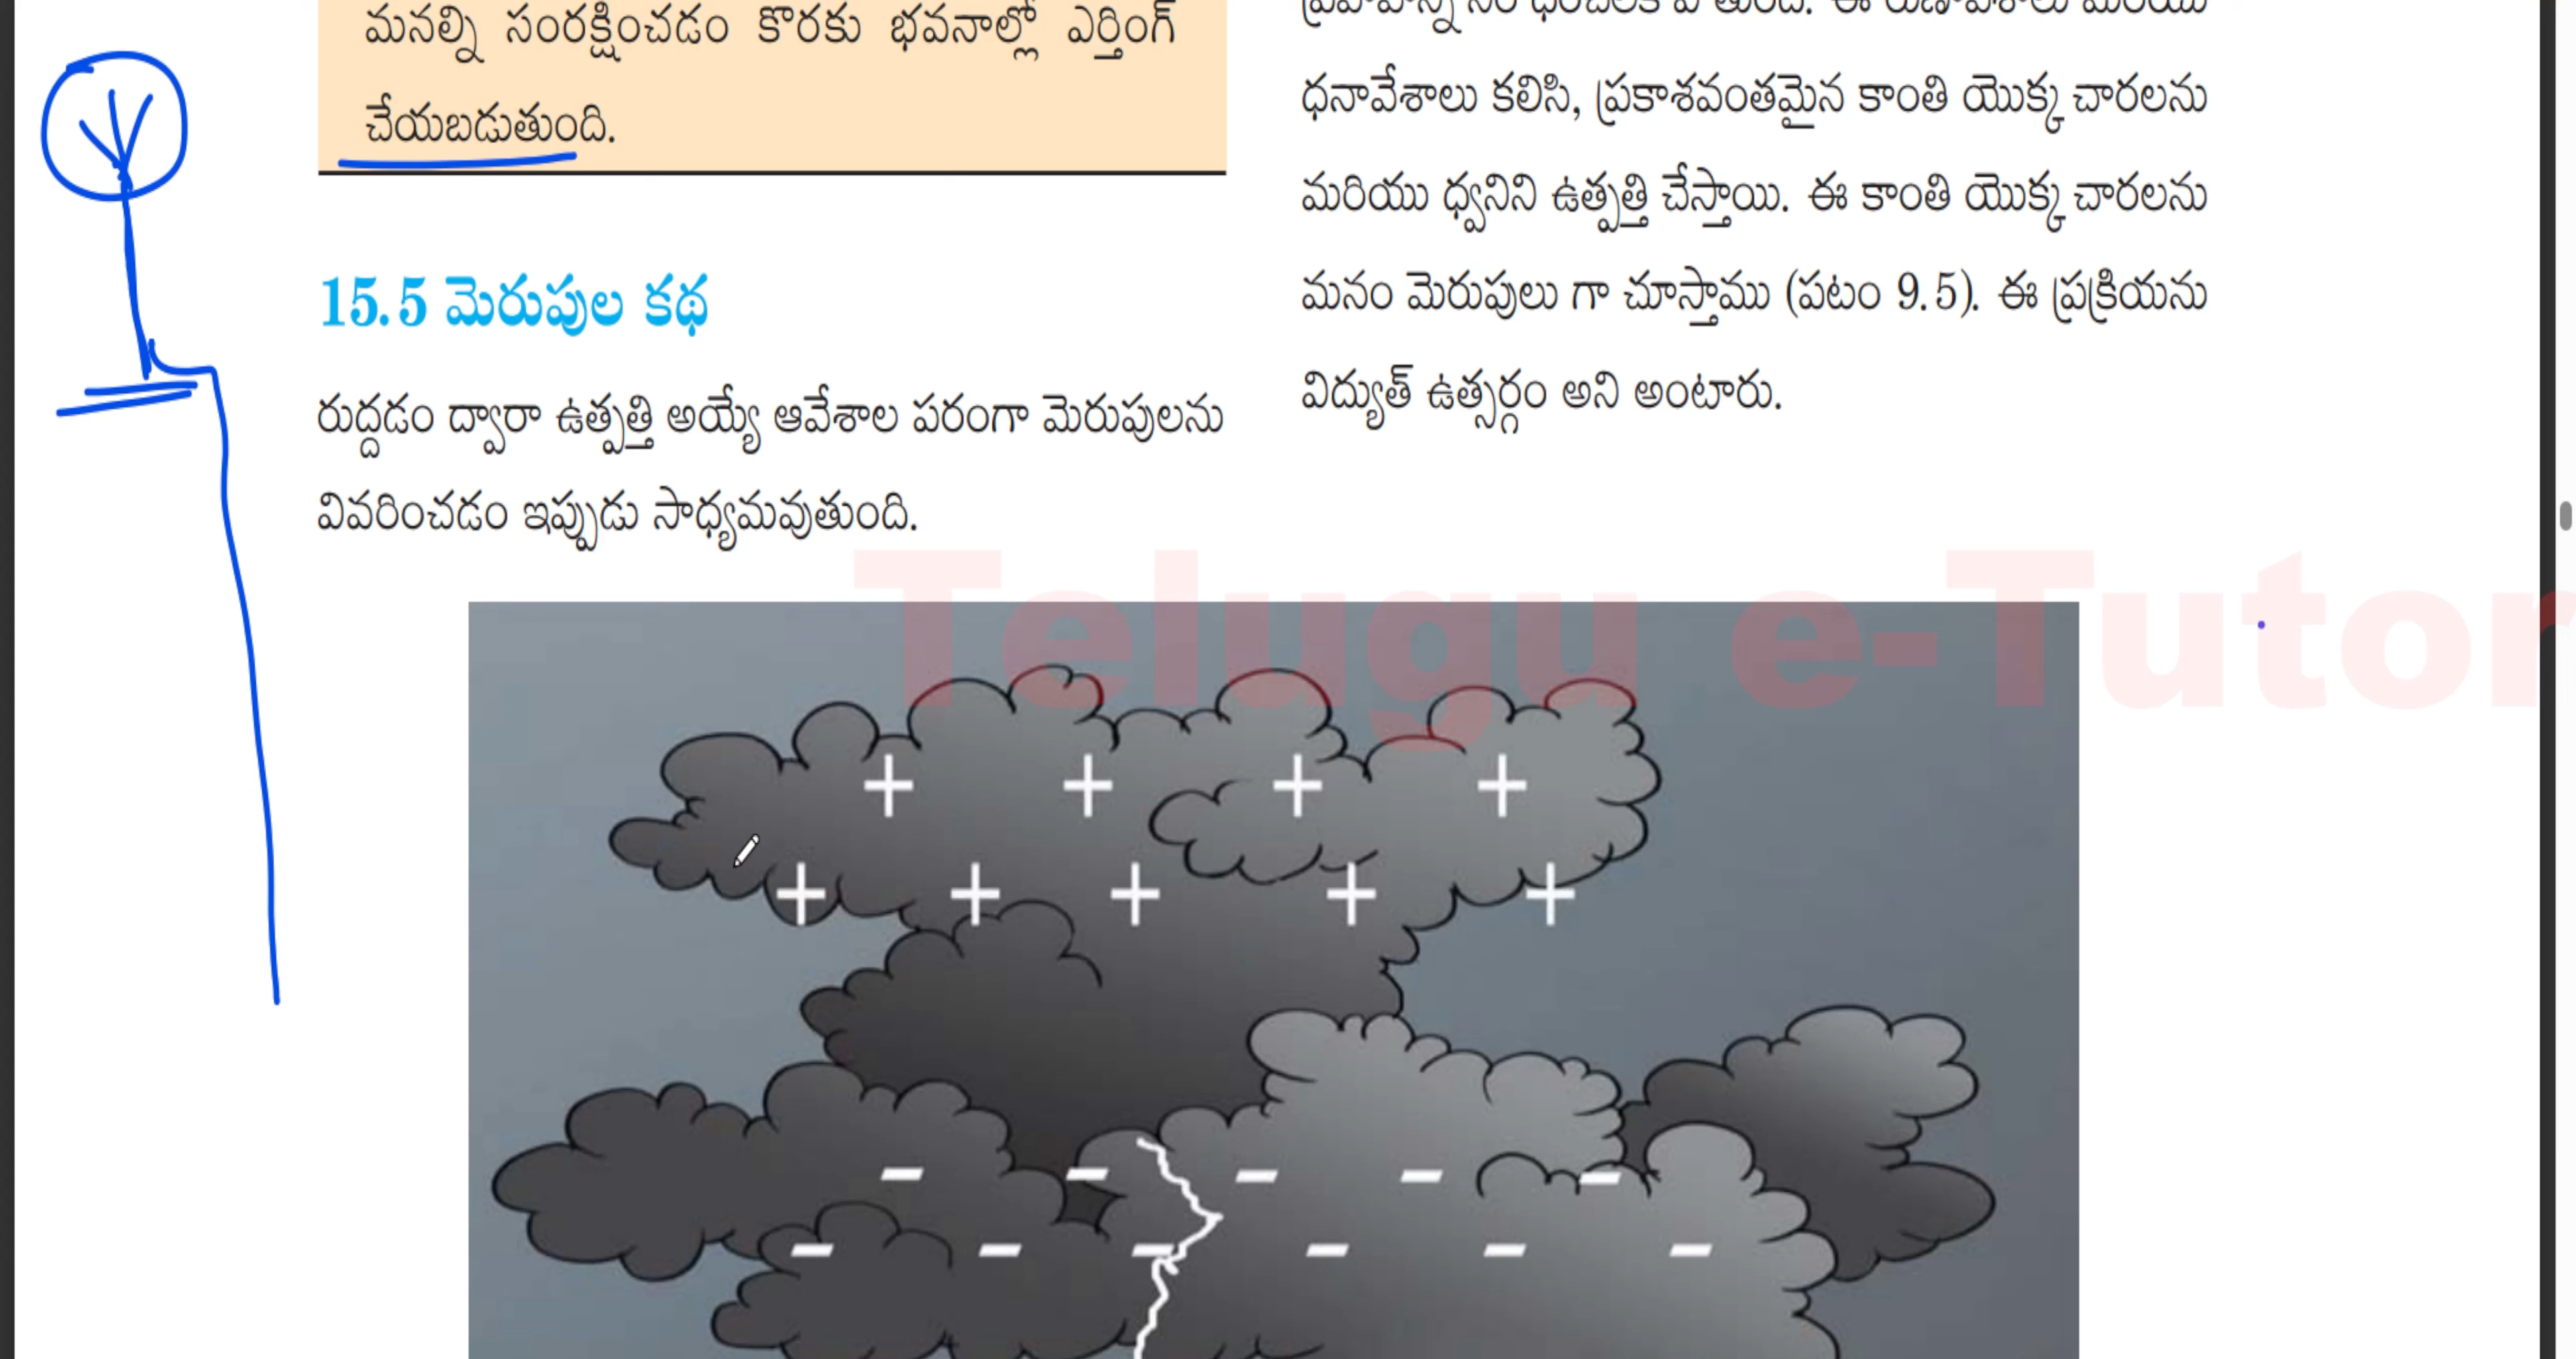 మనల్ని సంరక్షించడం కొరకు భవనాల్లో ఎర్తింగ్
చేయబడుతుంది.
15.5 మెరుపుల కథ
రుద్దడం ద్వారా ఉత్పత్తి అయ్యే ఆవేశాల పరంగా మెరుపులను
వివరించడం ఇప్పుడు సాధ్యమవుతుంది.
ధనావేశాలు కలిసి, ప్రకాశవంతమైన కాంతి యొక్క చారలను
మరియు ధ్వనిని ఉత్పత్తి చేస్తాయి. ఈ కాంతి యొక్క చారలను
మనం మెరుపులు గా చూస్తాము (పటం 9.5). ఈ ప్రక్రియను
విద్యుత్ ఉత్సర్గం అని అంటారు.
Telugu e-Tutor
+ + + +
+ + + + +
- - - - -
- - - - - -